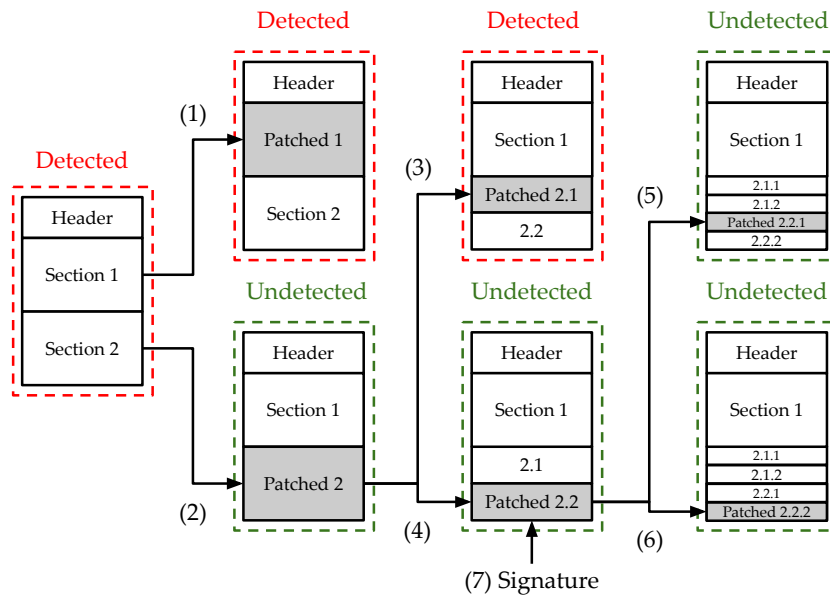 Detected
Header
Section 1
Section 2
(1)
(2)
Detected
Header
Patched 1
Section 2
Undetected
Header
Section 1
Patched 2
(3)
(4)
Detected
Header
Section 1
Patched 2.1
2.2
Undetected
Header
Section 1
2.1
Patched 2.2
(7) Signature
(5)
(6)
Undetected
Header
Section 1
2.1.1
2.1.2
Patched 2.2.1
2.2.2
Undetected
Header
Section 1
2.1.1
2.1.2
2.2.1
Patched 2.2.2